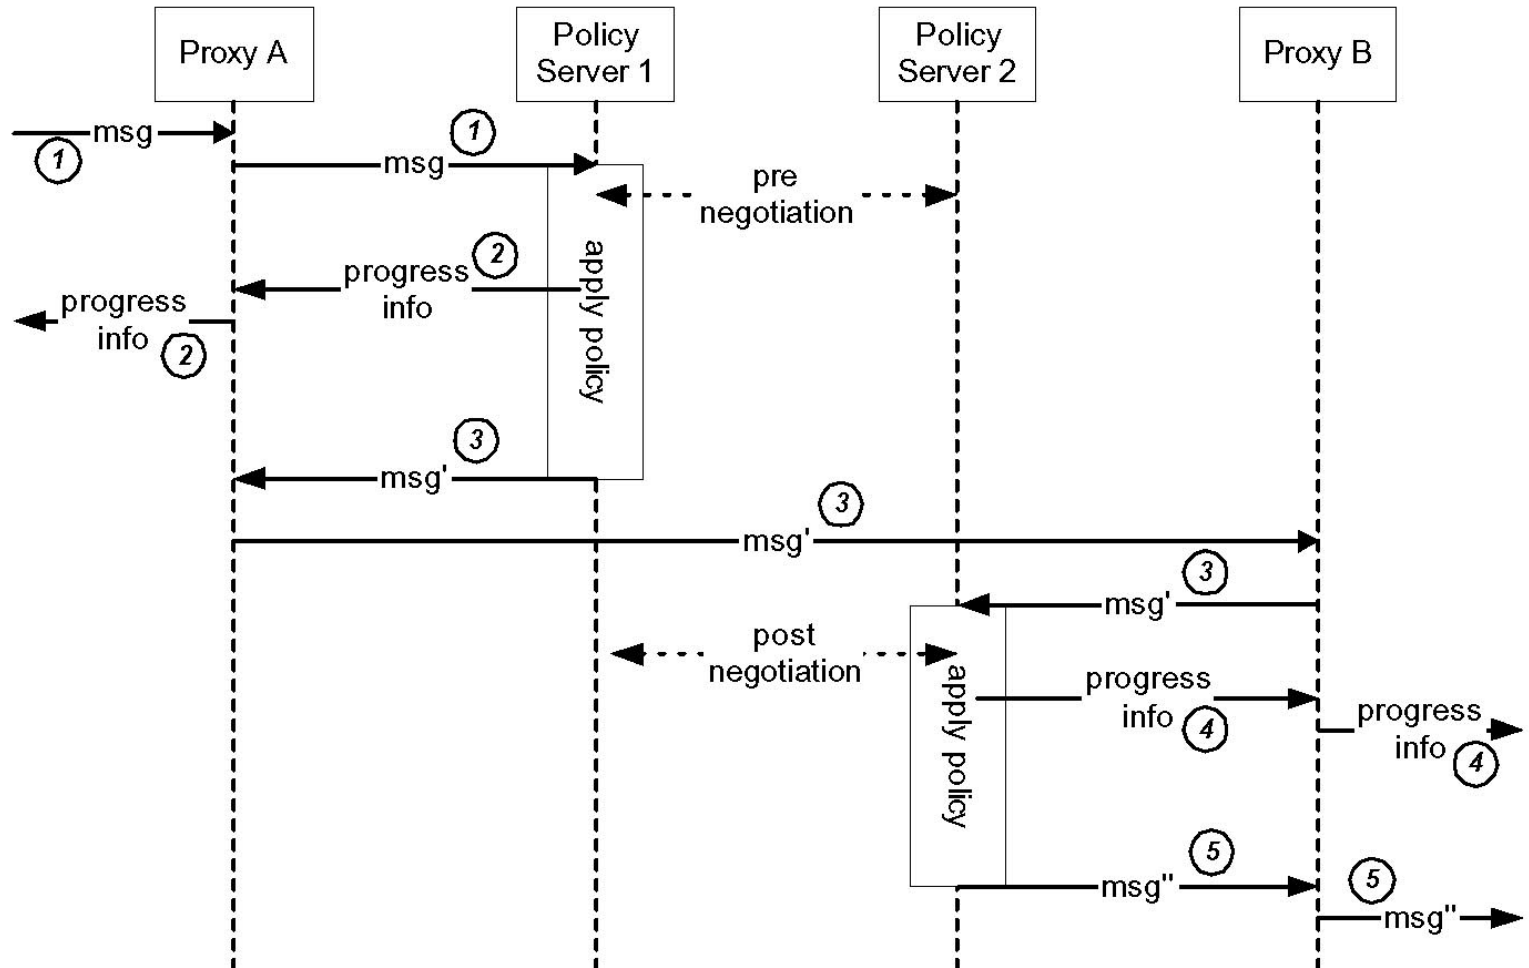 Proxy A
Policy
Server 1
Policy
Server 2
Proxy B
msg
1
msg
1
pre
negotiation
progress
info
2
progress
info
2
apply policy
msg'
3
msg'
3
msg'
3
post
negotiation
apply policy
progress
info
4
progress
info
4
msg"
5
msg"
5